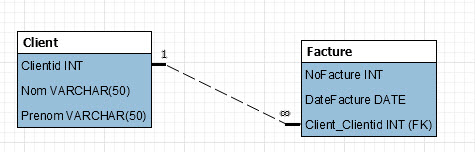 Client
Clientid INT
Nom VARCHAR(50)
Prenom VARCHAR(50)
1
∞
Facture
NoFacture INT
DateFacture DATE
Client_Clientid INT (FK)